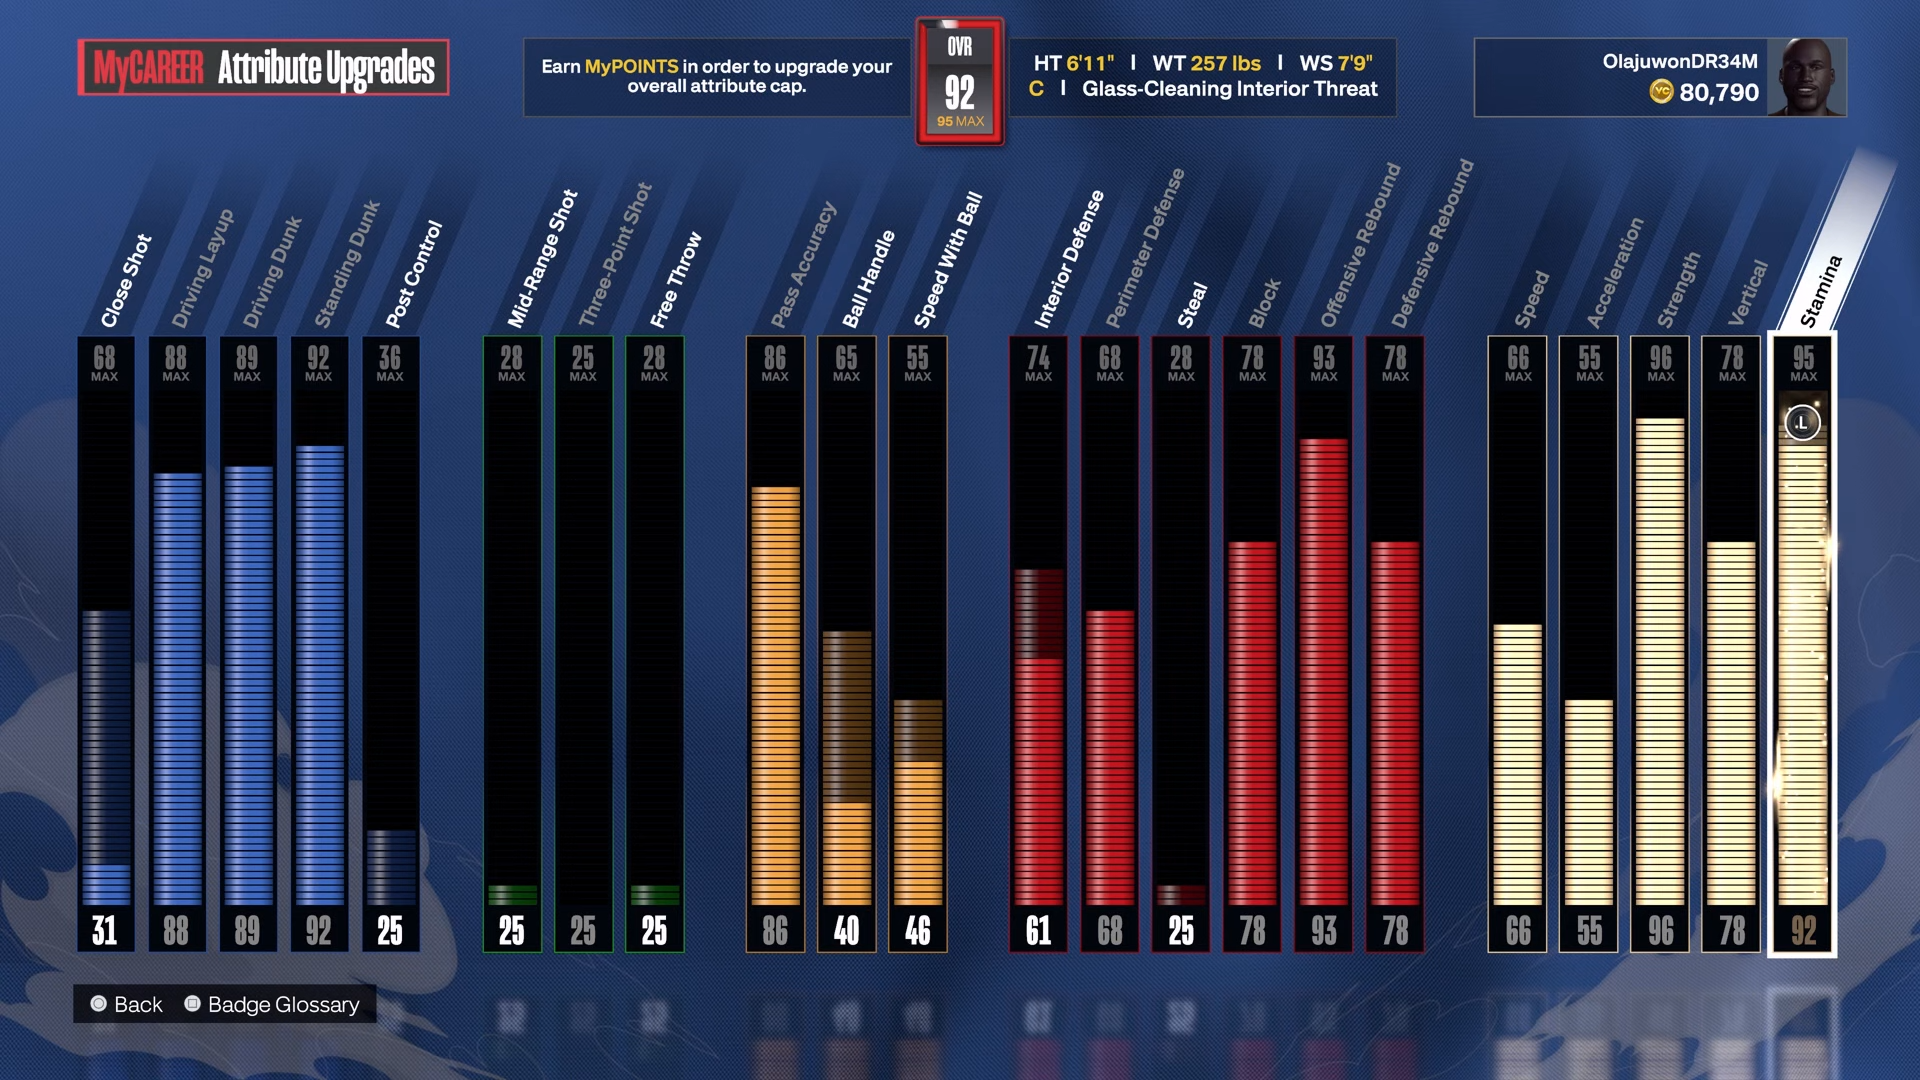 MyCAREER Attribute Upgrades
Earn MyPOINTS in order to upgrade your
overall attribute cap.
OVR
92
95 MAX
HT 6'11" | WT 257 lbs | WS 7'9"
C | Glass-Cleaning Interior Threat
OlajuwonDR34M
VC 80,790
Close Shot
Driving Layup
Driving Dunk
Standing Dunk
Post Control
Mid-Range Shot
Three-Point Shot
Free Throw
Pass Accuracy
Ball Handle
Speed With Ball
Interior Defense
Perimeter Defense
Steal
Block
Offensive Rebound
Defensive Rebound
Speed
Acceleration
Strength
Vertical
Stamina
68 88 89 92 36 28 25 28 86 65 55 74 68 28 78 93 78 66 55 96 78 95
MAX MAX MAX MAX MAX MAX MAX MAX MAX MAX MAX MAX MAX MAX MAX MAX MAX MAX MAX MAX MAX MAX
L
31 88 89 92 25 25 25 25 86 40 46 61 68 25 78 93 78 66 55 96 78 92
Back Badge Glossary